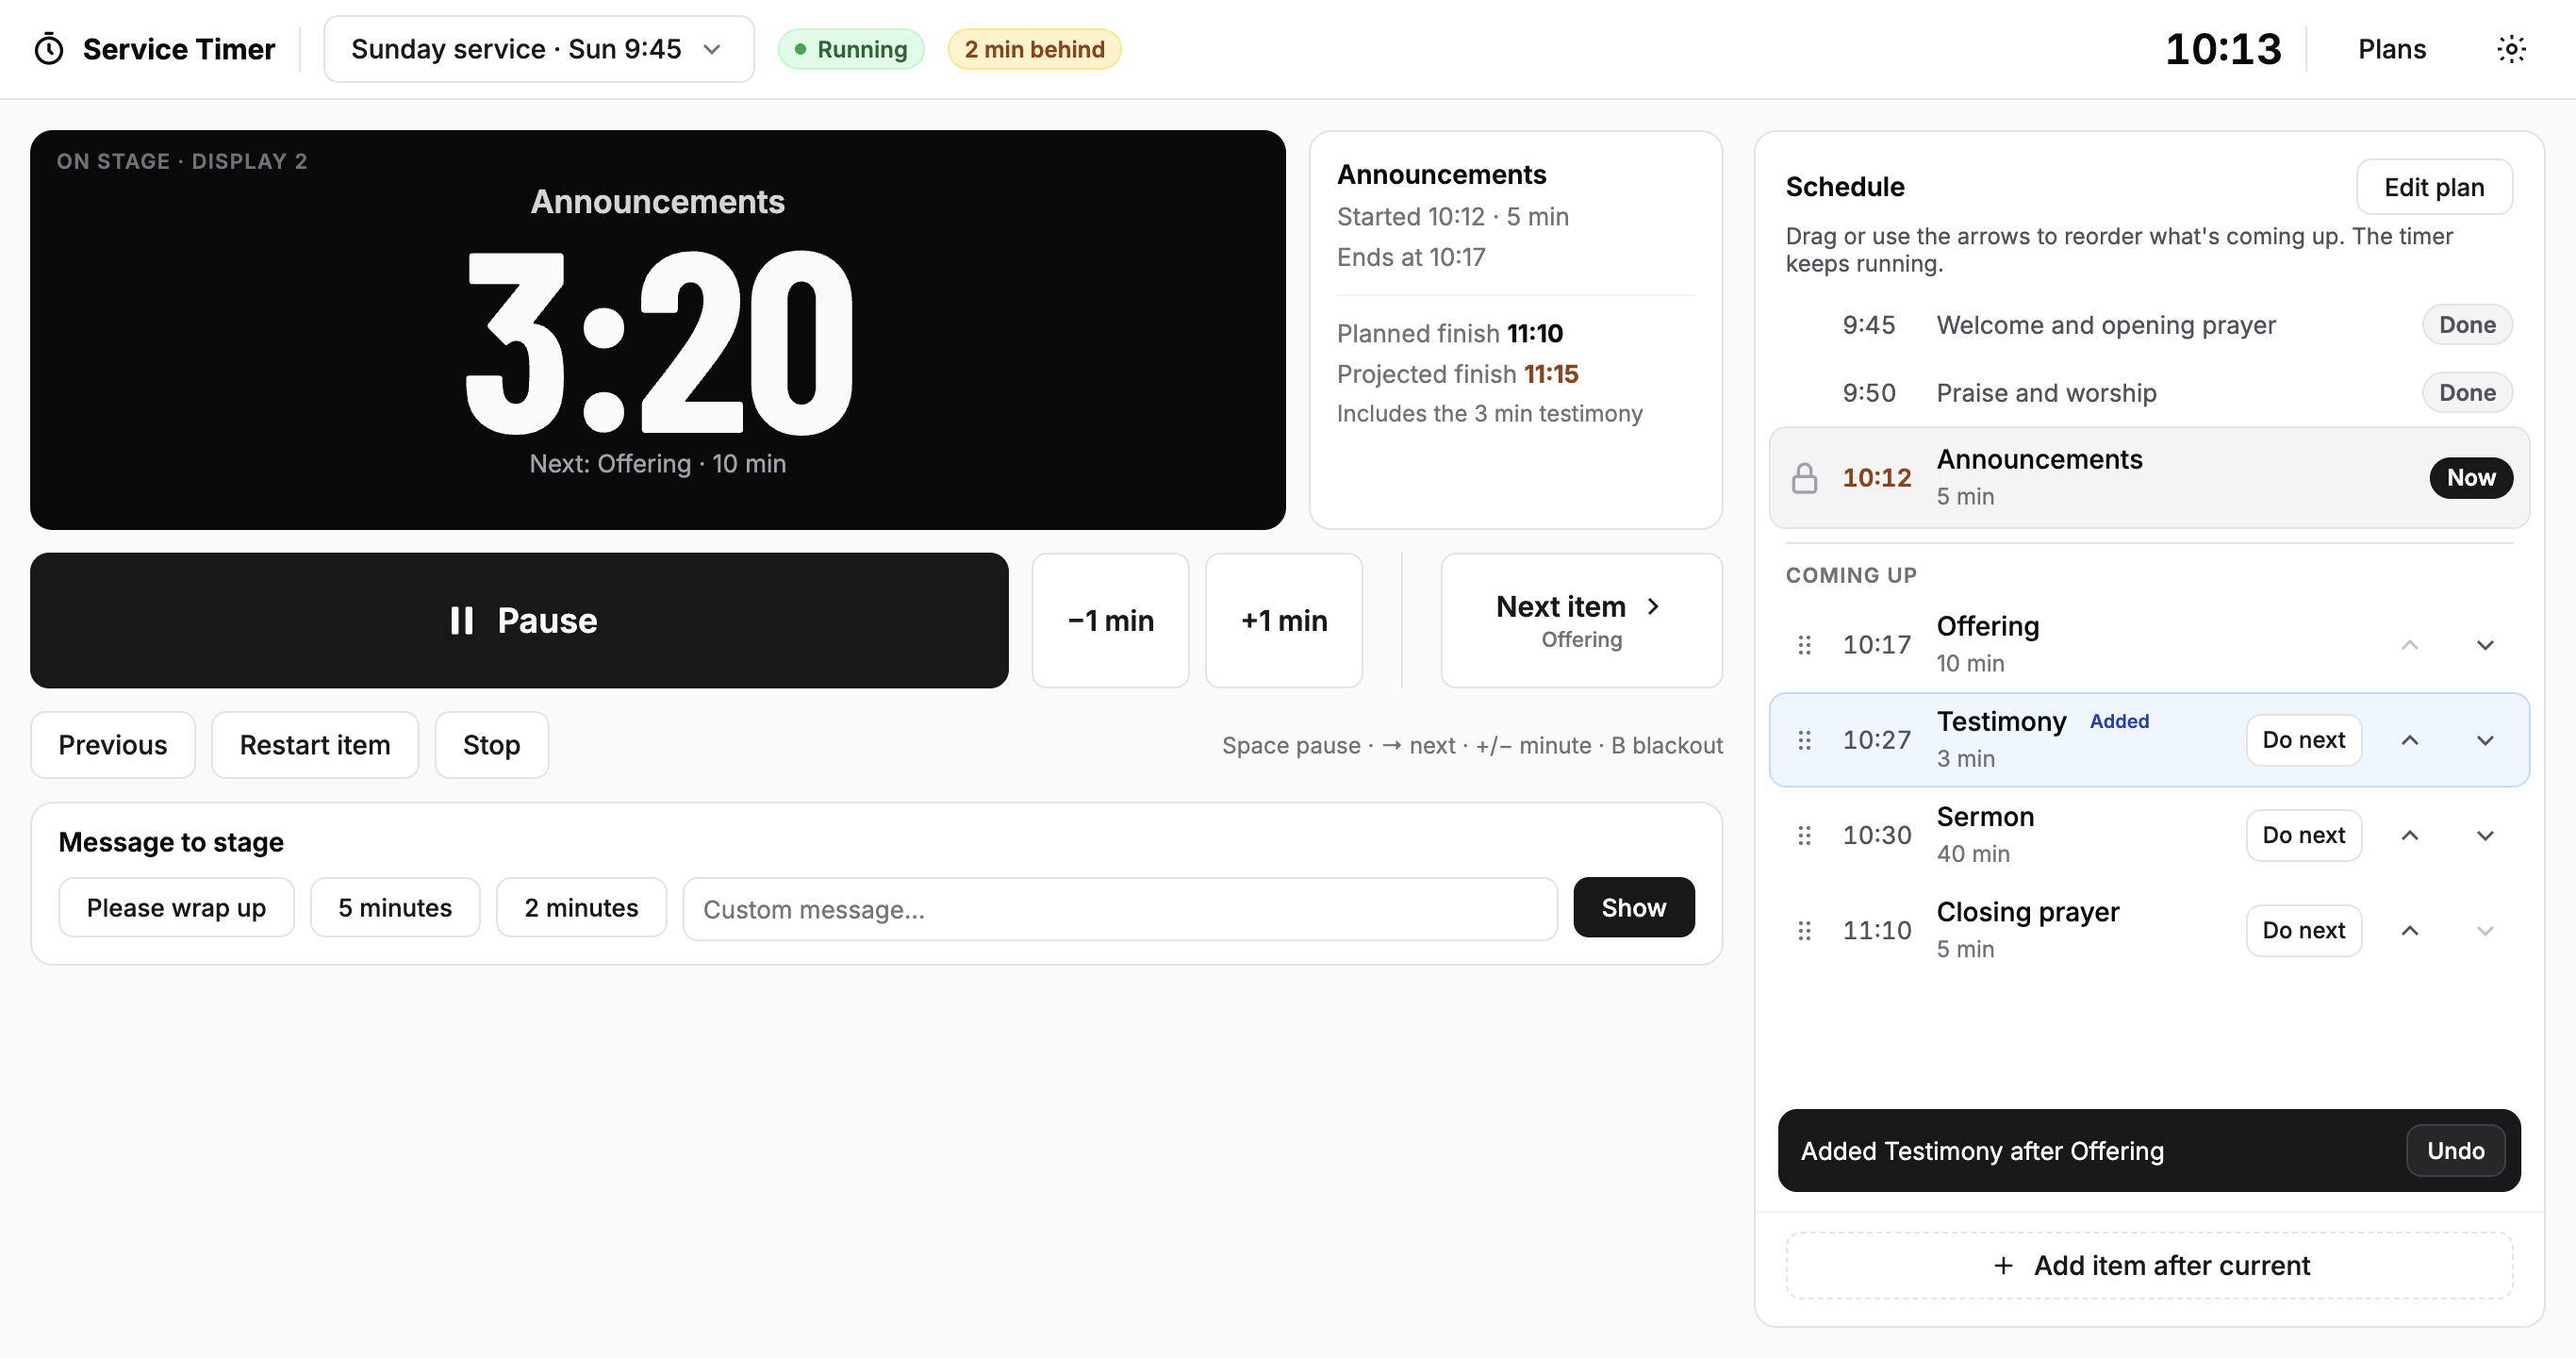 Service Timer
Sunday service · Sun 9:45
Running
2 min behind
10:13
Plans
ON STAGE · DISPLAY 2
Announcements
3:20
Next: Offering · 10 min
Announcements
Started 10:12 · 5 min
Ends at 10:17
Planned finish 11:10
Projected finish 11:15
Includes the 3 min testimony
Pause
−1 min
+1 min
Next item
Offering
Previous
Restart item
Stop
Space pause · → next · +/− minute · B blackout
Message to stage
Please wrap up
5 minutes
2 minutes
Custom message...
Show
Schedule
Edit plan
Drag or use the arrows to reorder what's coming up. The timer
keeps running.
9:45 Welcome and opening prayer Done
9:50 Praise and worship Done
10:12 Announcements Now
5 min
COMING UP
10:17 Offering
10 min
10:27 Testimony Added Do next
3 min
10:30 Sermon Do next
40 min
11:10 Closing prayer Do next
5 min
Added Testimony after Offering Undo
+ Add item after current